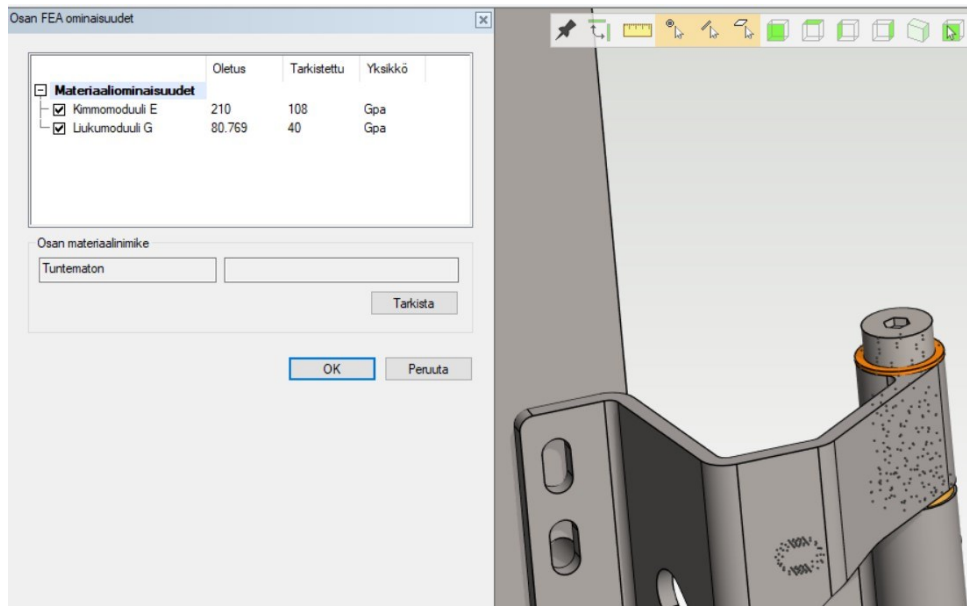 Osan FEA ominaisuudet
Oletus Tarkistettu Yksikkö
Materiaaliominaisuudet
Kimmomoduuli E 210 108 Gpa
Liukumoduuli G 80.769 40 Gpa
Osan materiaalinimike
Tuntematon
Tarkista
OK Peruuta